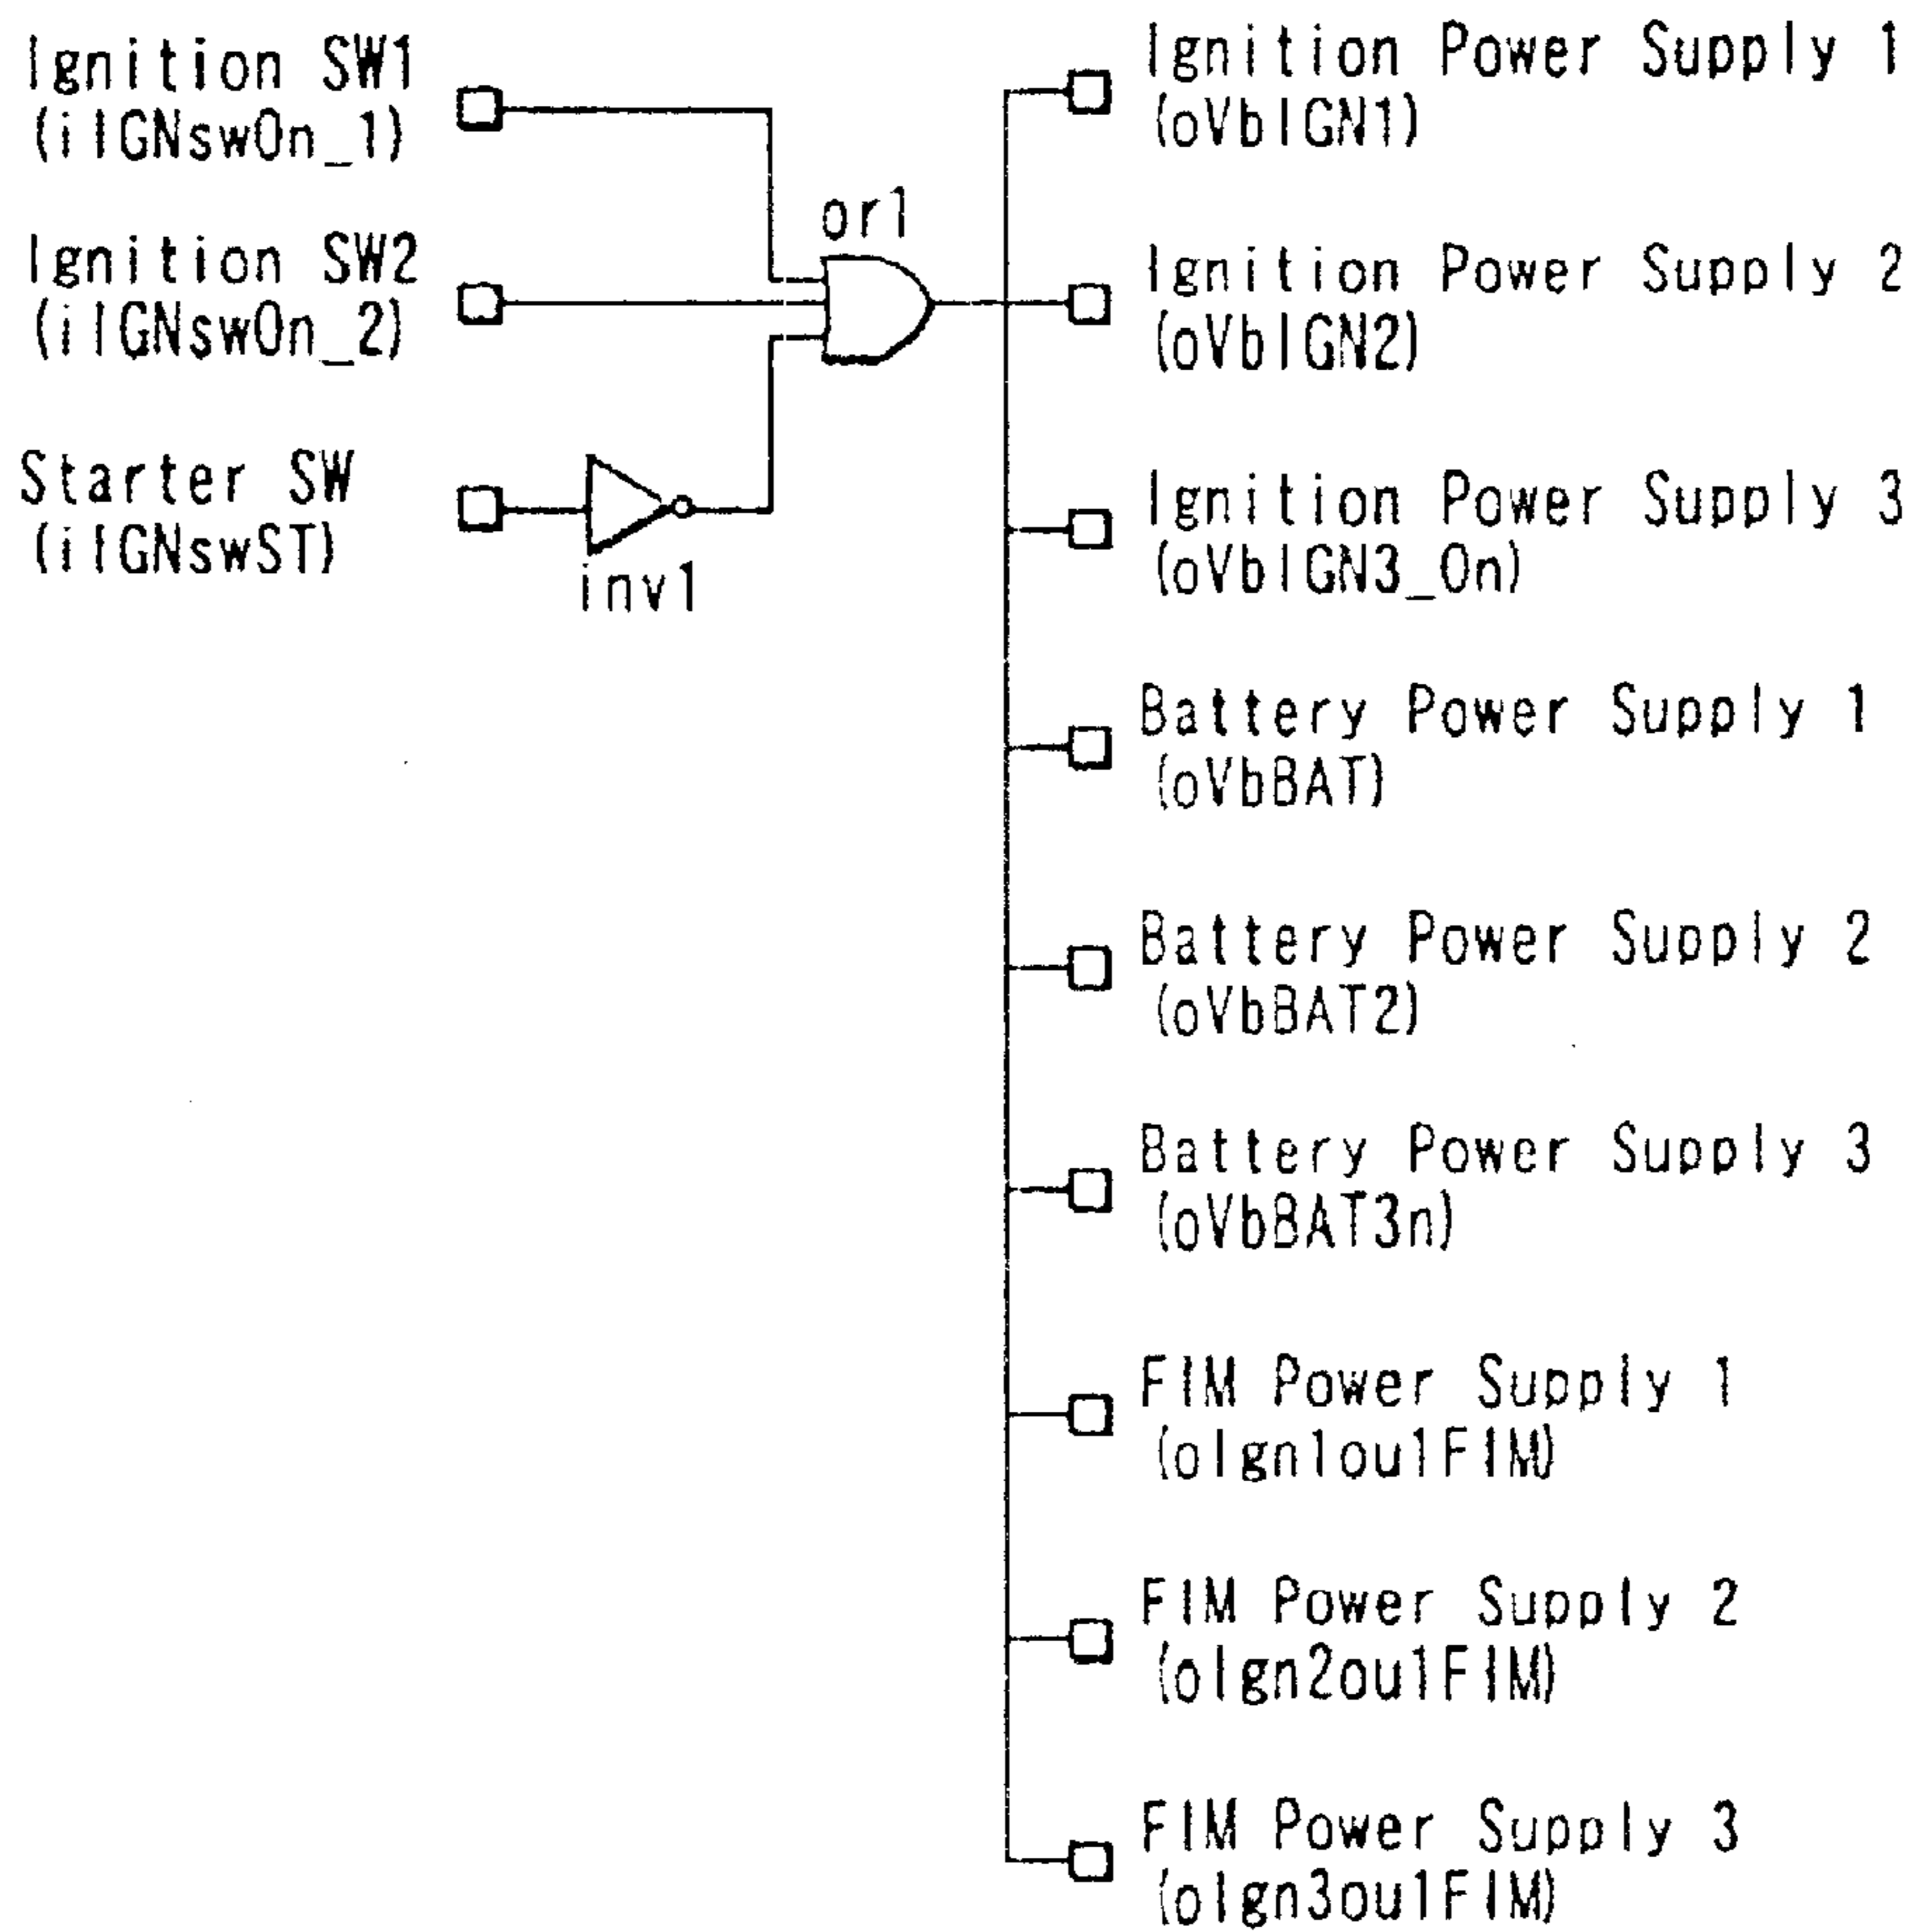 Ignition SW1
(iIGNswOn_1)
Ignition SW2
(iIGNswOn_2)
Starter SW
(iIGNswST)
or1
inv1
Ignition Power Supply 1
(oVbIGN1)
Ignition Power Supply 2
(oVbIGN2)
Ignition Power Supply 3
(oVbIGN3_On)
Battery Power Supply 1
(oVbBAT)
Battery Power Supply 2
(oVbBAT2)
Battery Power Supply 3
(oVbBAT3n)
FIM Power Supply 1
(oIgn1ou1FIM)
FIM Power Supply 2
(oIgn2ou1FIM)
FIM Power Supply 3
(oIgn3ou1FIM)